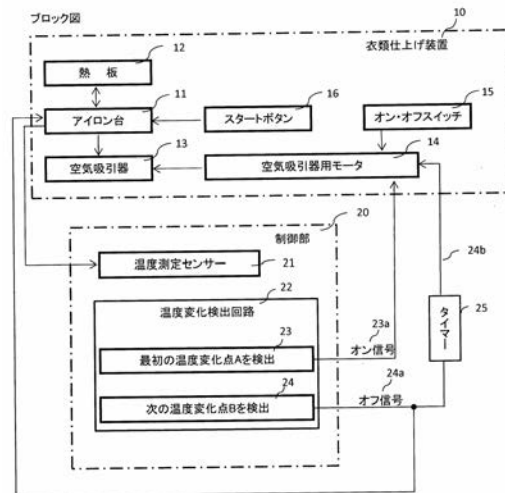 ブロック図
10
衣類仕上げ装置
12
熱 板
11
16
15
アイロン台
スタートボタン
オン・オフスイッチ
13
14
空気吸引器
空気吸引器用モータ
20
制御部
温度測定センサー
21
24b
22
温度変化検出回路
23
23a
タイマー
25
最初の温度変化点Aを検出
オン信号
24
24a
次の温度変化点Bを検出
オフ信号